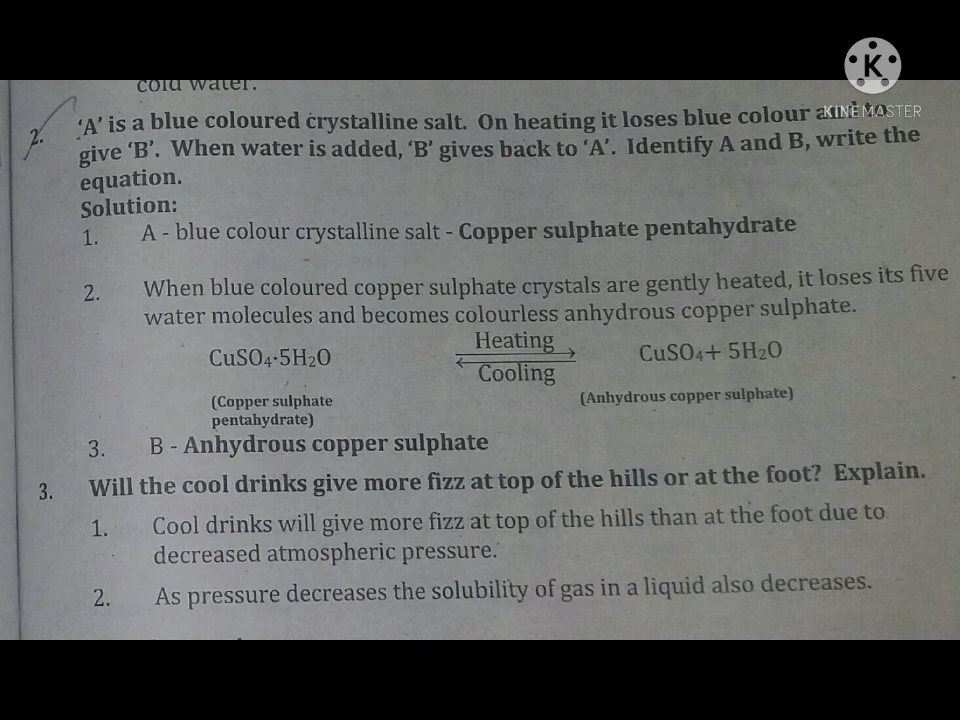 cold water.
KINEMASTER
2. 'A' is a blue coloured crystalline salt. On heating it loses blue colour and to
give 'B'. When water is added, 'B' gives back to 'A'. Identify A and B, write the
equation.
Solution:
1. A - blue colour crystalline salt - Copper sulphate pentahydrate
2. When blue coloured copper sulphate crystals are gently heated, it loses its five
water molecules and becomes colourless anhydrous copper sulphate.
Heating
CuSO₄·5H₂O ⇌ CuSO₄+ 5H₂O
Cooling
(Copper sulphate (Anhydrous copper sulphate)
pentahydrate)
3. B - Anhydrous copper sulphate
3. Will the cool drinks give more fizz at top of the hills or at the foot? Explain.
1. Cool drinks will give more fizz at top of the hills than at the foot due to
decreased atmospheric pressure.
2. As pressure decreases the solubility of gas in a liquid also decreases.